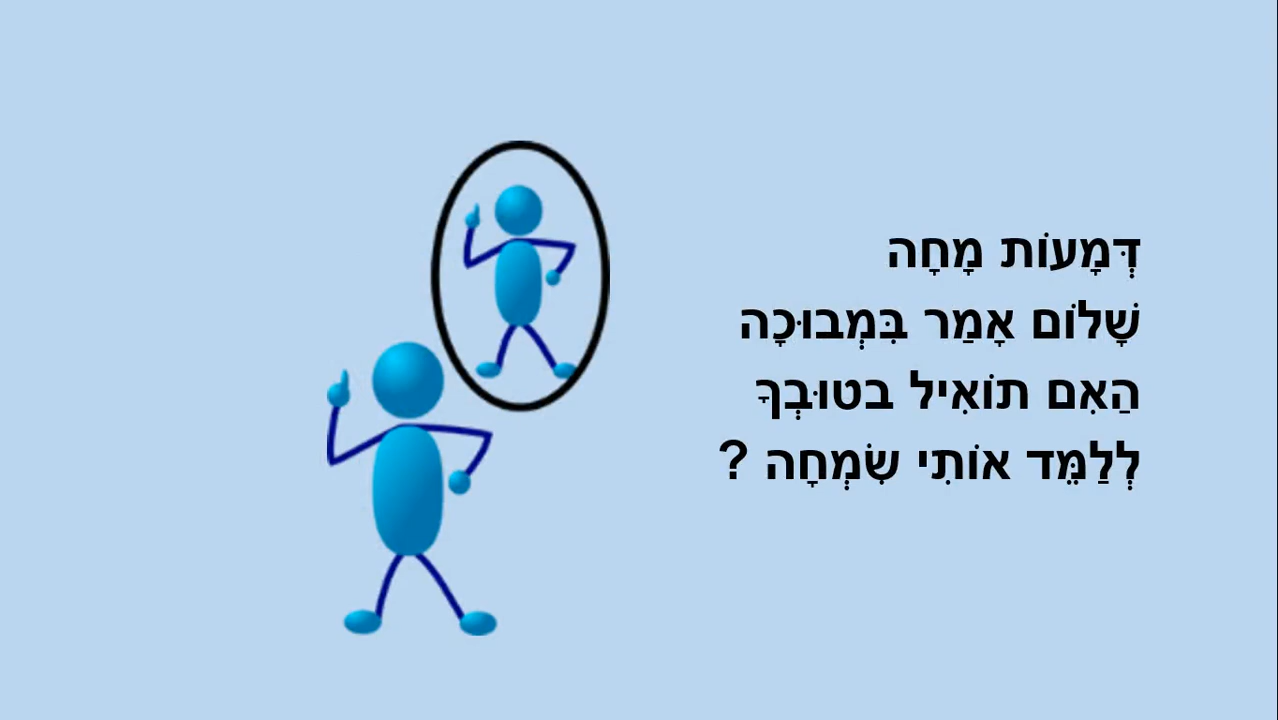 דְּמָעוֹת מָחָה
שָׁלוֹם אָמַר בִּמְבוּכָה
הַאִם תוֹאִיל בטוּבְךָ
לְלַמֵּד אוֹתִי שִׂמְחָה ?